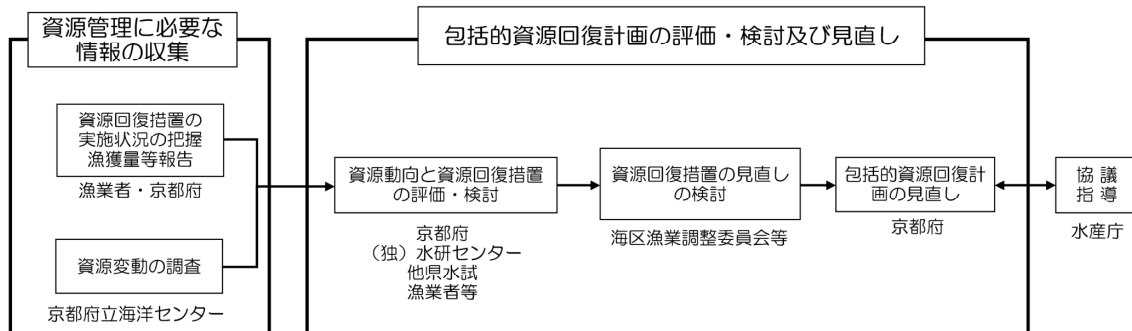 資源管理に必要な
情報の収集
包括的資源回復計画の評価・検討及び見直し
資源回復措置の
実施状況の把握
漁獲量等報告
漁業者・京都府
資源変動の調査
京都府立海洋センター
資源動向と資源回復措置
の評価・検討
京都府
（独）水研センター
他県水試
漁業者等
資源回復措置の見直し
の検討
海区漁業調整委員会等
包括的資源回復計
画の見直し
京都府
協 議
指 導
水産庁